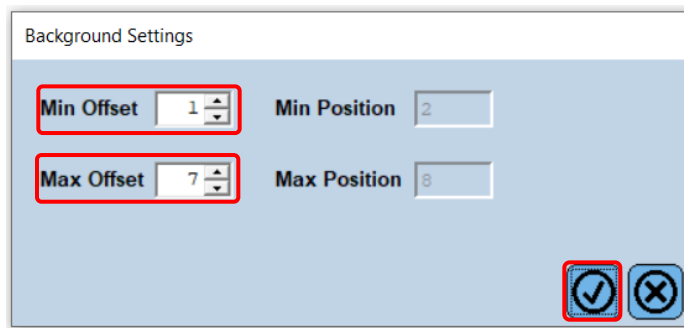 Background Settings
Min Offset 1 Min Position 2
Max Offset 7 Max Position 8